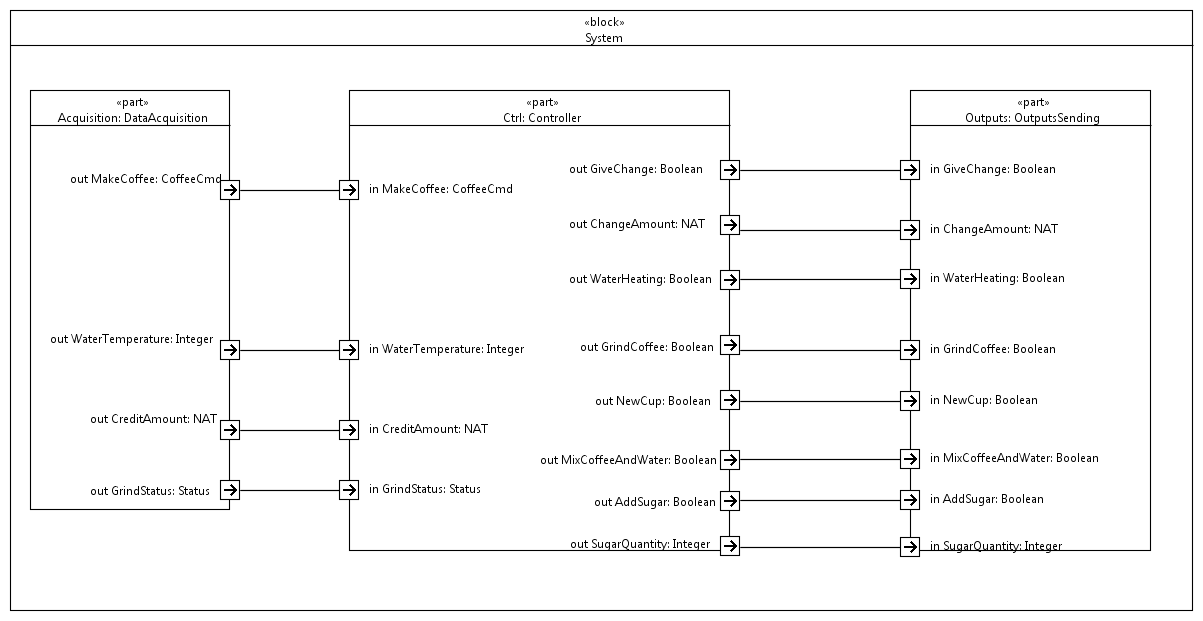 «block»
System
«part»
Acquisition: DataAcquisition
out MakeCoffee: CoffeeCmd
out WaterTemperature: Integer
out CreditAmount: NAT
out GrindStatus: Status
«part»
Ctrl: Controller
in MakeCoffee: CoffeeCmd
in WaterTemperature: Integer
in CreditAmount: NAT
in GrindStatus: Status
out GiveChange: Boolean
out ChangeAmount: NAT
out WaterHeating: Boolean
out GrindCoffee: Boolean
out NewCup: Boolean
out MixCoffeeAndWater: Boolean
out AddSugar: Boolean
out SugarQuantity: Integer
«part»
Outputs: OutputsSending
in GiveChange: Boolean
in ChangeAmount: NAT
in WaterHeating: Boolean
in GrindCoffee: Boolean
in NewCup: Boolean
in MixCoffeeAndWater: Boolean
in AddSugar: Boolean
in SugarQuantity: Integer